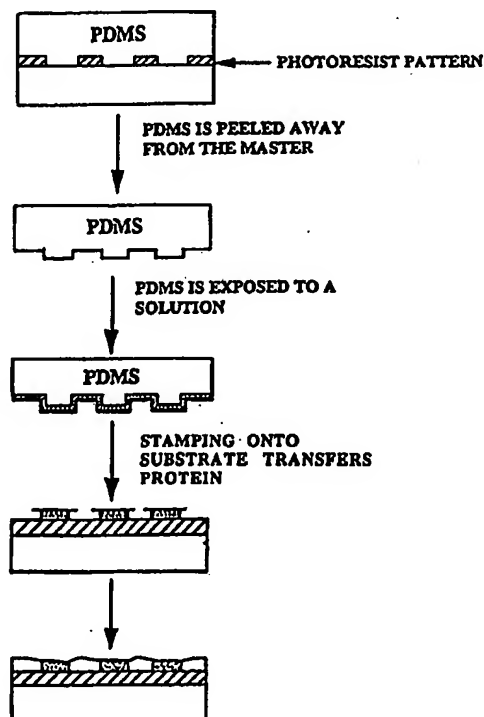 PDMS
PHOTORESIST PATTERN
PDMS IS PEELED AWAY
FROM THE MASTER
PDMS
PDMS IS EXPOSED TO A
SOLUTION
PDMS
STAMPING ONTO
SUBSTRATE TRANSFERS
PROTEIN